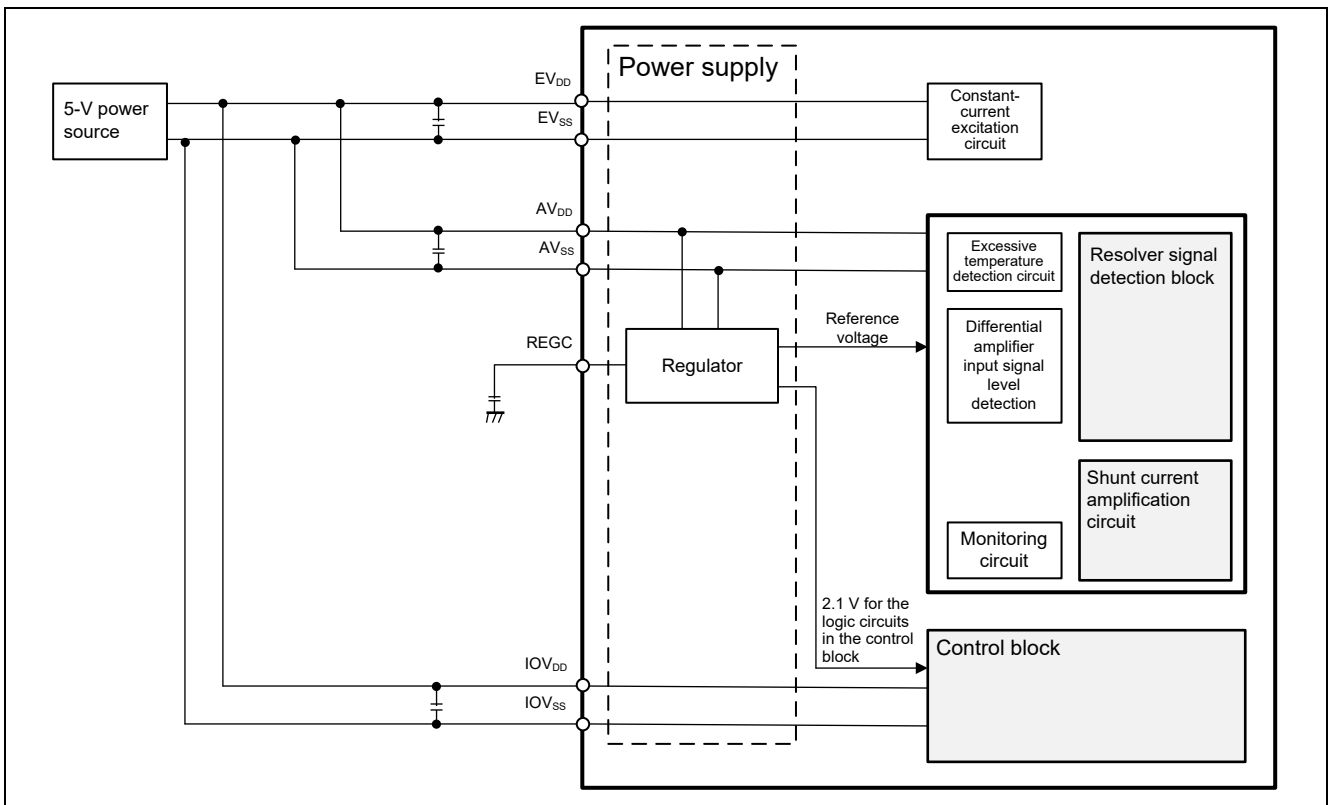 Power supply
5-V power
source
EVDD
EVSS
Constant-
current
excitation
circuit
AVDD
AVSS
Excessive
temperature
detection circuit
Resolver signal
detection block
REGC
Regulator
Reference
voltage
Differential
amplifier
input signal
level
detection
Shunt current
amplification
circuit
Monitoring
circuit
2.1 V for the
logic circuits
in the control
block
Control block
IOVDD
IOVSS